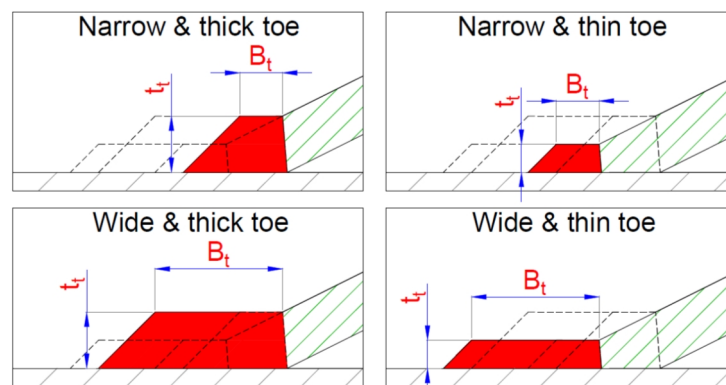 Narrow & thick toe
Bt
tt
Narrow & thin toe
Bt
tt
Wide & thick toe
Bt
tt
Wide & thin toe
Bt
tt